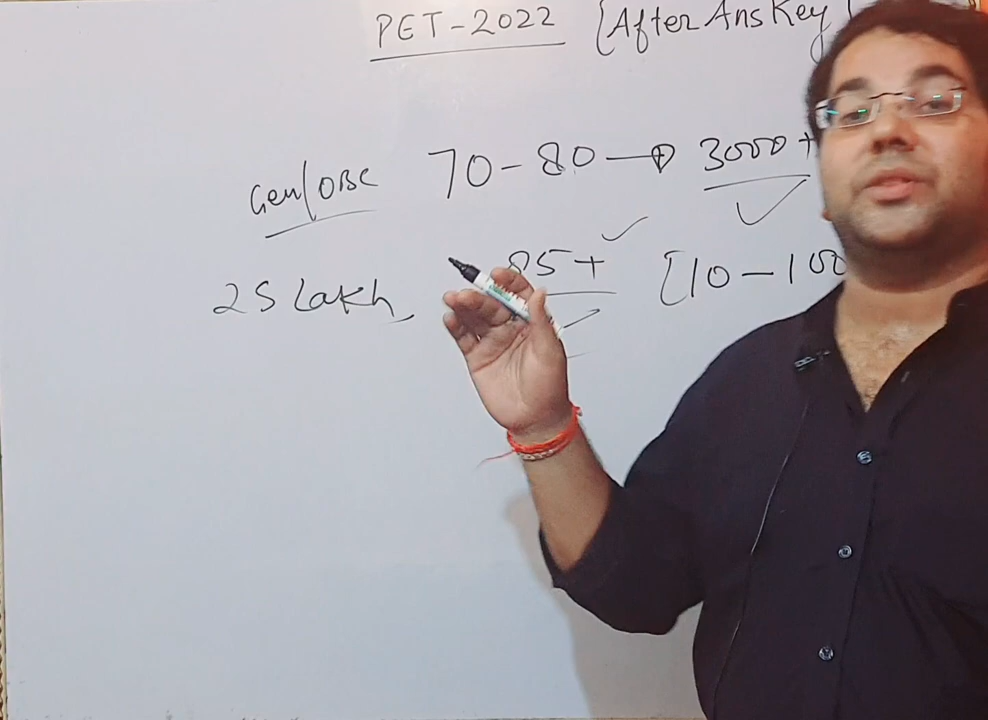 PET-2022 [After Ans Key
Gen/OBC 70-80 → 3000+
25 Lakh 85+ [10-100